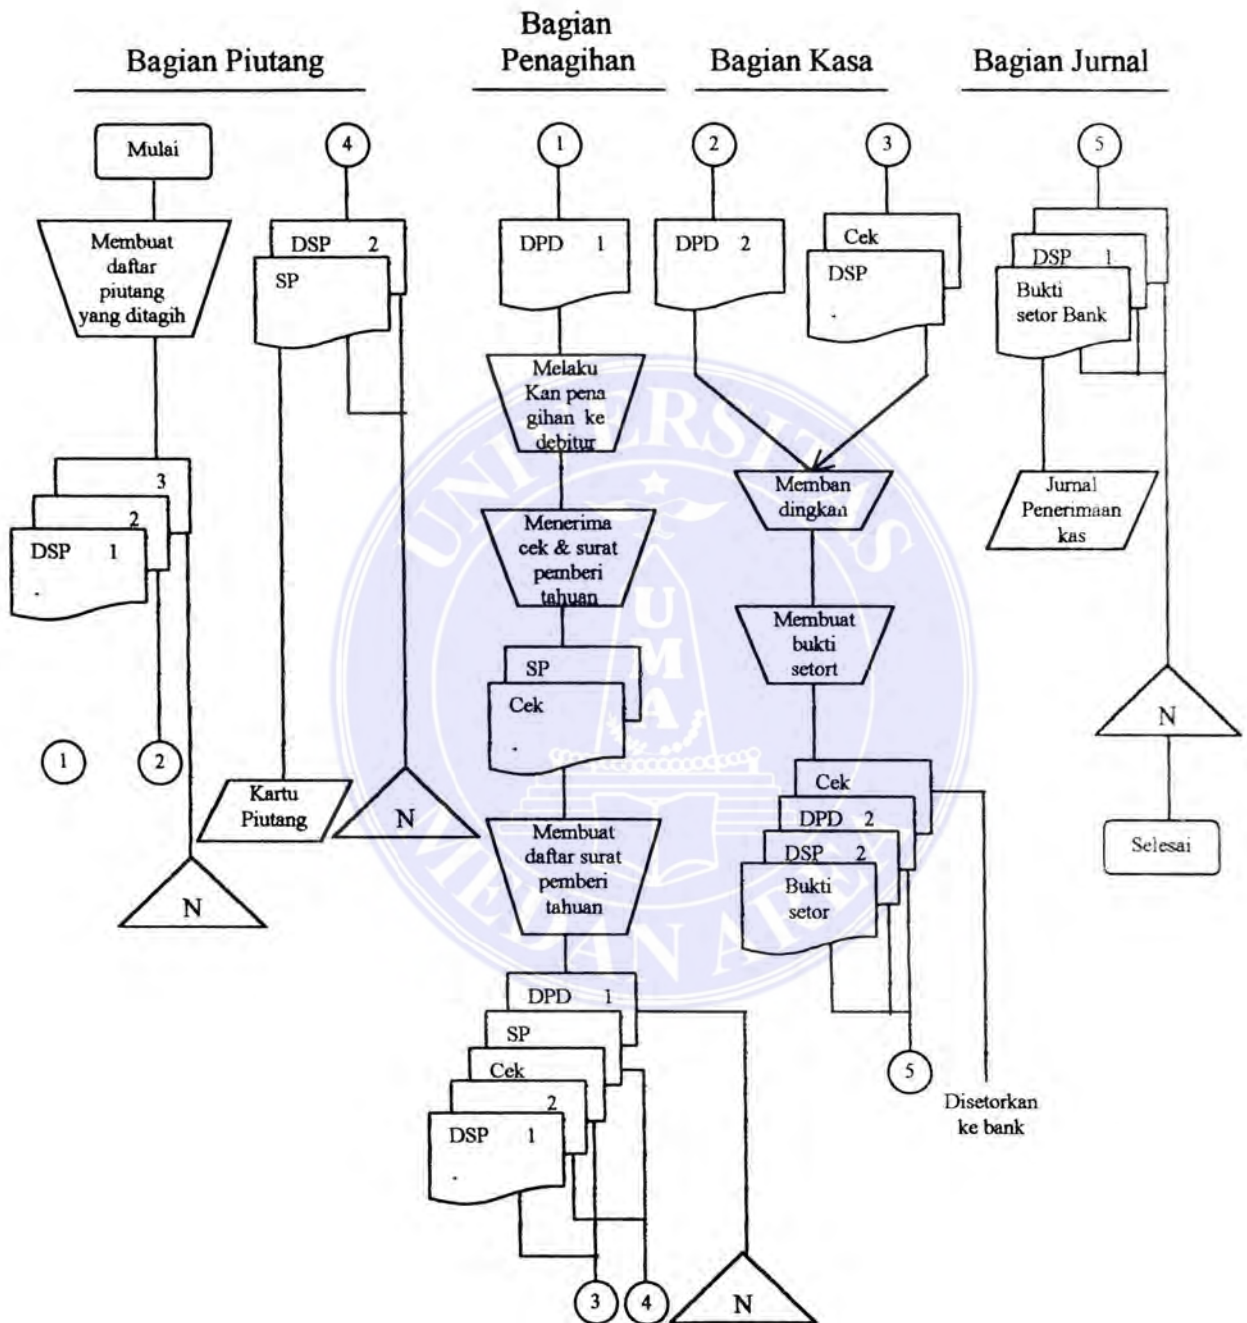 Bagian Piutang
Bagian
Penagihan
Bagian Kasa
Bagian Jurnal
Mulai
4
1
2
3
5
Membuat
daftar
piutang
yang ditagih
DSP 2
SP
DPD 1
DPD 2
Cek
DSP
DSP 1
Bukti
setor Bank
Melaku
Kan pena
gihan ke
debitur
3
2
DSP 1
Memban
dingkan
Jurnal
Penerimaan
kas
Menerima
cek & surat
pemberi
tahuan
Membuat
bukti
setort
SP
Cek
1
2
N
Kartu
Piutang
N
N
Cek
DPD 2
DSP 2
Bukti
setor
Membuat
daftar surat
pemberi
tahuan
Selesai
DPD 1
SP
Cek
2
DSP 1
5
Disetorkan
ke bank
3
4
N
UNIVERSITAS
MEDAN AREA
UMA